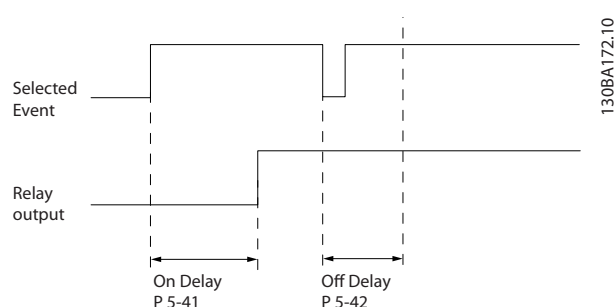 130BA172.10
Selected
Event
Relay
output
On Delay
P 5-41
Off Delay
P 5-42